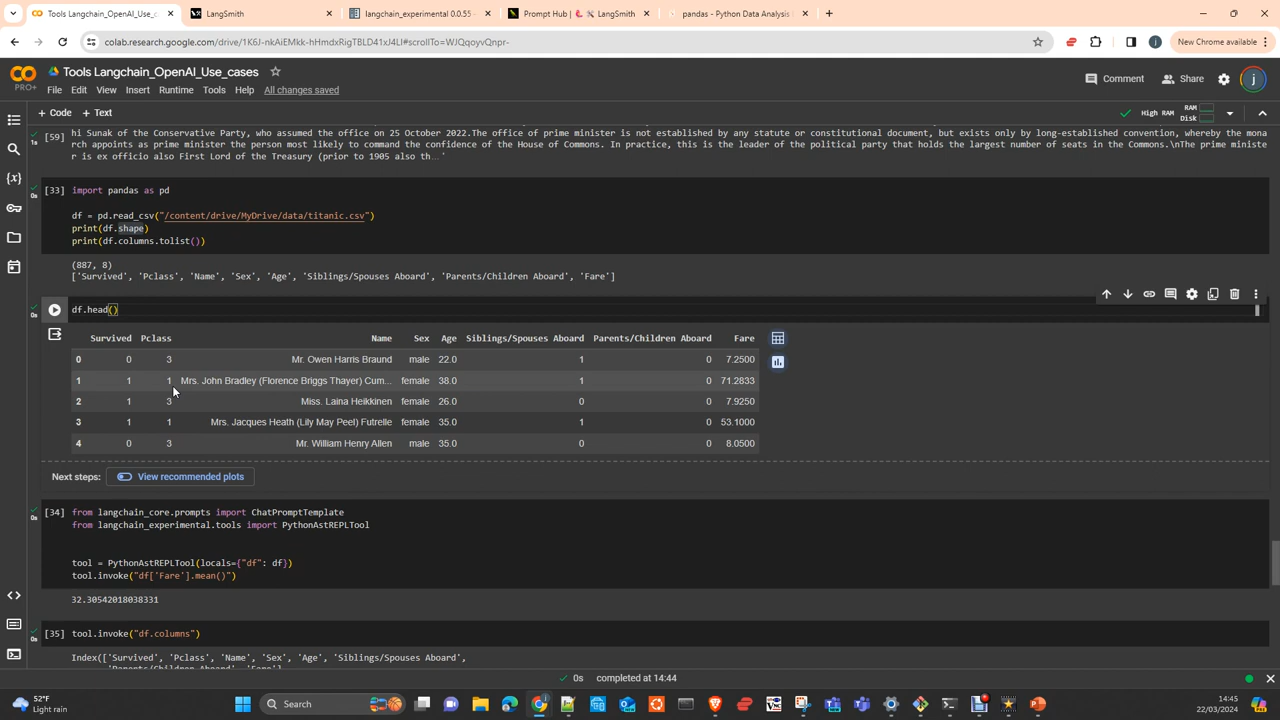 Tools Langchain_OpenAI_Use_c
LangSmith
langchain_experimental 0.0.55
Prompt Hub | LangSmith
pandas - Python Data Analysis
colab.research.google.com/drive/1K6J-nkAiEMkk-hHmdxRigTBLD41xJ4LI#scrollTo=WJQqoyvQnpr-
New Chrome available
Tools Langchain_OpenAI_Use_cases
File Edit View Insert Runtime Tools Help All changes saved
PRO+
Comment
Share
+ Code + Text
High RAM
RAM
Disk
[59]
1s
hi Sunak of the Conservative Party, who assumed the office on 25 October 2022.The office of prime minister is not established by any statute or constitutional document, but exists only by long-established convention, whereby the mona
rch appoints as prime minister the person most likely to command the confidence of the House of Commons. In practice, this is the leader of the political party that holds the largest number of seats in the Commons.\nThe prime ministe
r is ex officio also First Lord of the Treasury (prior to 1905 also th…'
[33] import pandas as pd
0s
df = pd.read_csv("/content/drive/MyDrive/data/titanic.csv")
print(df.shape)
print(df.columns.tolist())
(887, 8)
['Survived', 'Pclass', 'Name', 'Sex', 'Age', 'Siblings/Spouses Aboard', 'Parents/Children Aboard', 'Fare']
df.head()
0s
Survived Pclass Name Sex Age Siblings/Spouses Aboard Parents/Children Aboard Fare
0 0 3 Mr. Owen Harris Braund male 22.0 1 0 7.2500
1 1 1 Mrs. John Bradley (Florence Briggs Thayer) Cum... female 38.0 1 0 71.2833
2 1 3 Miss. Laina Heikkinen female 26.0 0 0 7.9250
3 1 1 Mrs. Jacques Heath (Lily May Peel) Futrelle female 35.0 1 0 53.1000
4 0 3 Mr. William Henry Allen male 35.0 0 0 8.0500
Next steps: View recommended plots
[34] from langchain_core.prompts import ChatPromptTemplate
0s
from langchain_experimental.tools import PythonAstREPLTool
tool = PythonAstREPLTool(locals={"df": df})
tool.invoke("df['Fare'].mean()")
32.30542018038331
[35] tool.invoke("df.columns")
0s
Index(['Survived', 'Pclass', 'Name', 'Sex', 'Age', 'Siblings/Spouses Aboard',
'Parents/Children Aboard', 'Fare'],
0s completed at 14:44
52°F
Light rain
Search
14:45
22/03/2024